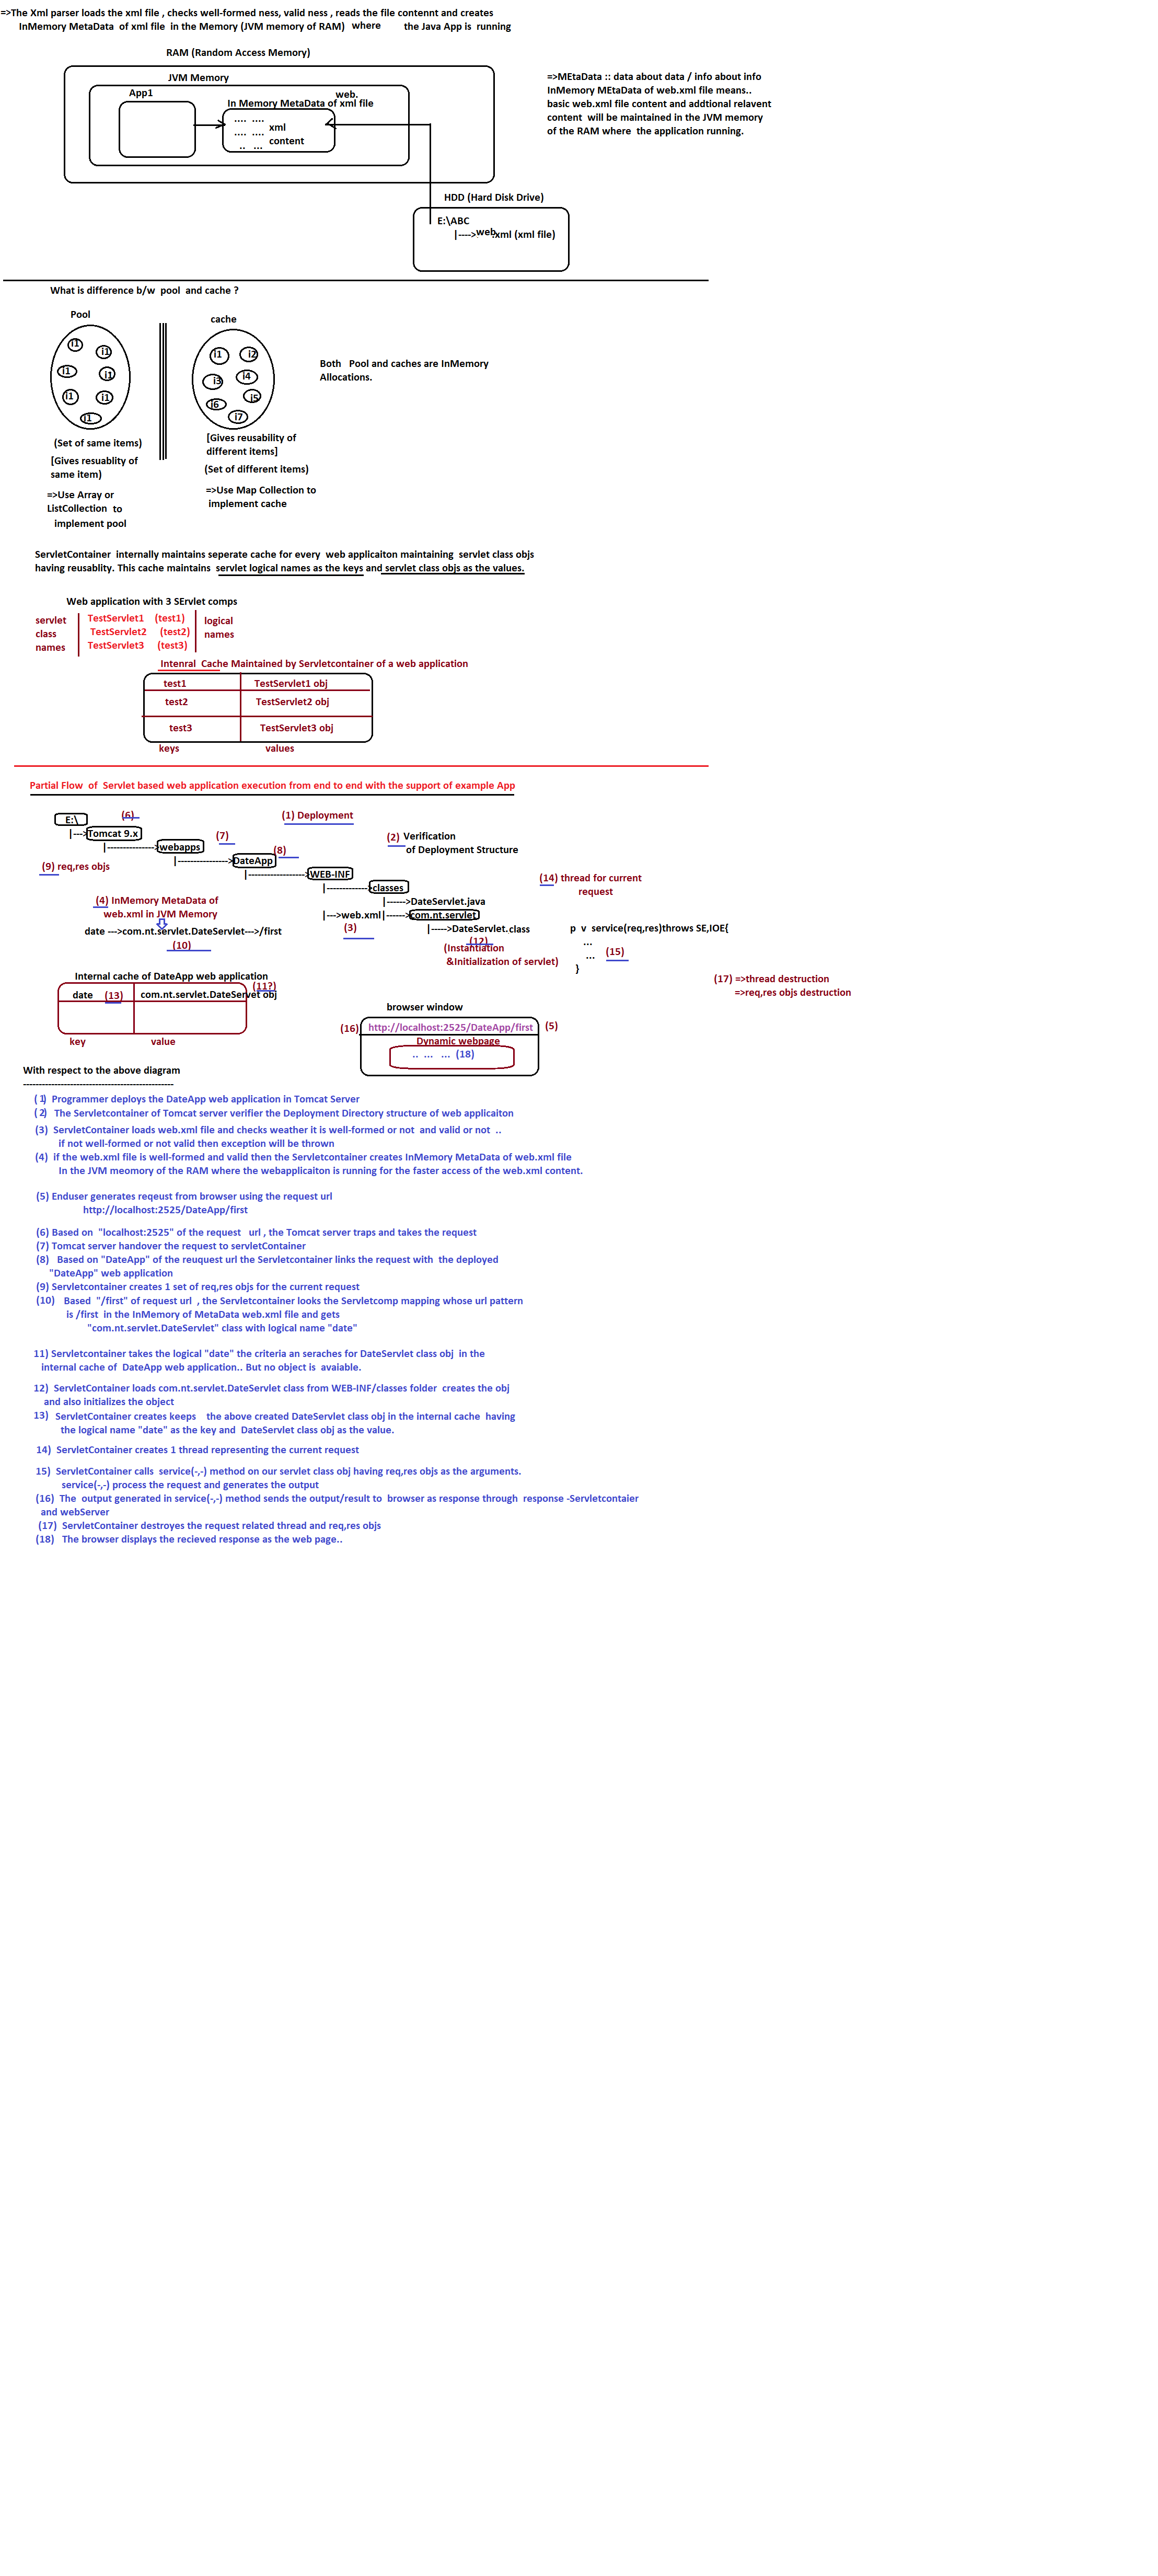 =>The Xml parser loads the xml file , checks well-formed ness, valid ness , reads the file contennt and creates
InMemory MetaData of xml file in the Memory (JVM memory of RAM) where the Java App is running
RAM (Random Access Memory)
JVM Memory
App1
web.
In Memory MetaData of xml file
.... ....
xml
.... ....
content
.. ...
=>MEtaData :: data about data / info about info
InMemory MEtaData of web.xml file means..
basic web.xml file content and addtional relavent
content will be maintained in the JVM memory
of the RAM where the application running.
HDD (Hard Disk Drive)
E:\ABC
|---->web.xml (xml file)
What is difference b/w pool and cache ?
Pool
cache
i1
i1
i1
i1
i1
i1
i1
i1
i2
i3
i4
i5
i6
i7
Both Pool and caches are InMemory
Allocations.
(Set of same items)
[Gives resuablity of
same item)
=>Use Array or
ListCollection to
implement pool
[Gives reusability of
different items]
(Set of different items)
=>Use Map Collection to
implement cache
ServletContainer internally maintains seperate cache for every web applicaiton maintaining servlet class objs
having reusablity. This cache maintains servlet logical names as the keys and servlet class objs as the values.
Web application with 3 SErvlet comps
servlet
class
names
TestServlet1 (test1)
TestServlet2 (test2)
TestServlet3 (test3)
logical
names
Intenral Cache Maintained by Servletcontainer of a web application
test1 TestServlet1 obj
test2 TestServlet2 obj
test3 TestServlet3 obj
keys values
Partial Flow of Servlet based web application execution from end to end with the support of example App
E:\
(6)
(1) Deployment
|--->Tomcat 9.x
(7)
(2) Verification
of Deployment Structure
|--------------->webapps
(8)
|---------------->DateApp
(9) req,res objs
|------------------>WEB-INF
|------------->classes
(14) thread for current
request
|------>DateServlet.java
(4) InMemory MetaData of
web.xml in JVM Memory
|--->web.xml
|------>com.nt.servlet
(3)
|----->DateServlet.class
date --->com.nt.servlet.DateServlet--->/first
(10)
(12)
(Instantiation
&Initialization of servlet)
p v service(req,res)throws SE,IOE{
...
...
(15)
}
Internal cache of DateApp web application
(11?)
date (13)
com.nt.servlet.DateServet obj
key value
(17) =>thread destruction
=>req,res objs destruction
browser window
(16)
http://localhost:2525/DateApp/first
(5)
Dynamic webpage
.. ... ... (18)
With respect to the above diagram
------------------------------------------------
(1) Programmer deploys the DateApp web application in Tomcat Server
(2) The Servletcontainer of Tomcat server verifier the Deployment Directory structure of web applicaiton
(3) ServletContainer loads web.xml file and checks weather it is well-formed or not and valid or not ..
if not well-formed or not valid then exception will be thrown
(4) if the web.xml file is well-formed and valid then the Servletcontainer creates InMemory MetaData of web.xml file
In the JVM meomory of the RAM where the webapplicaiton is running for the faster access of the web.xml content.
(5) Enduser generates reqeust from browser using the request url
http://localhost:2525/DateApp/first
(6) Based on "localhost:2525" of the request url , the Tomcat server traps and takes the request
(7) Tomcat server handover the request to servletContainer
(8) Based on "DateApp" of the reuquest url the Servletcontainer links the request with the deployed
"DateApp" web application
(9) Servletcontainer creates 1 set of req,res objs for the current request
(10) Based "/first" of request url , the Servletcontainer looks the Servletcomp mapping whose url pattern
is /first in the InMemory of MetaData web.xml file and gets
"com.nt.servlet.DateServlet" class with logical name "date"
11) Servletcontainer takes the logical "date" the criteria an seraches for DateServlet class obj in the
internal cache of DateApp web application.. But no object is avaiable.
12) ServletContainer loads com.nt.servlet.DateServlet class from WEB-INF/classes folder creates the obj
and also initializes the object
13) ServletContainer creates keeps the above created DateServlet class obj in the internal cache having
the logical name "date" as the key and DateServlet class obj as the value.
14) ServletContainer creates 1 thread representing the current request
15) ServletContainer calls service(-,-) method on our servlet class obj having req,res objs as the arguments.
service(-,-) process the request and generates the output
(16) The output generated in service(-,-) method sends the output/result to browser as response through response -Servletcontaier
and webServer
(17) ServletContainer destroyes the request related thread and req,res objs
(18) The browser displays the recieved response as the web page..